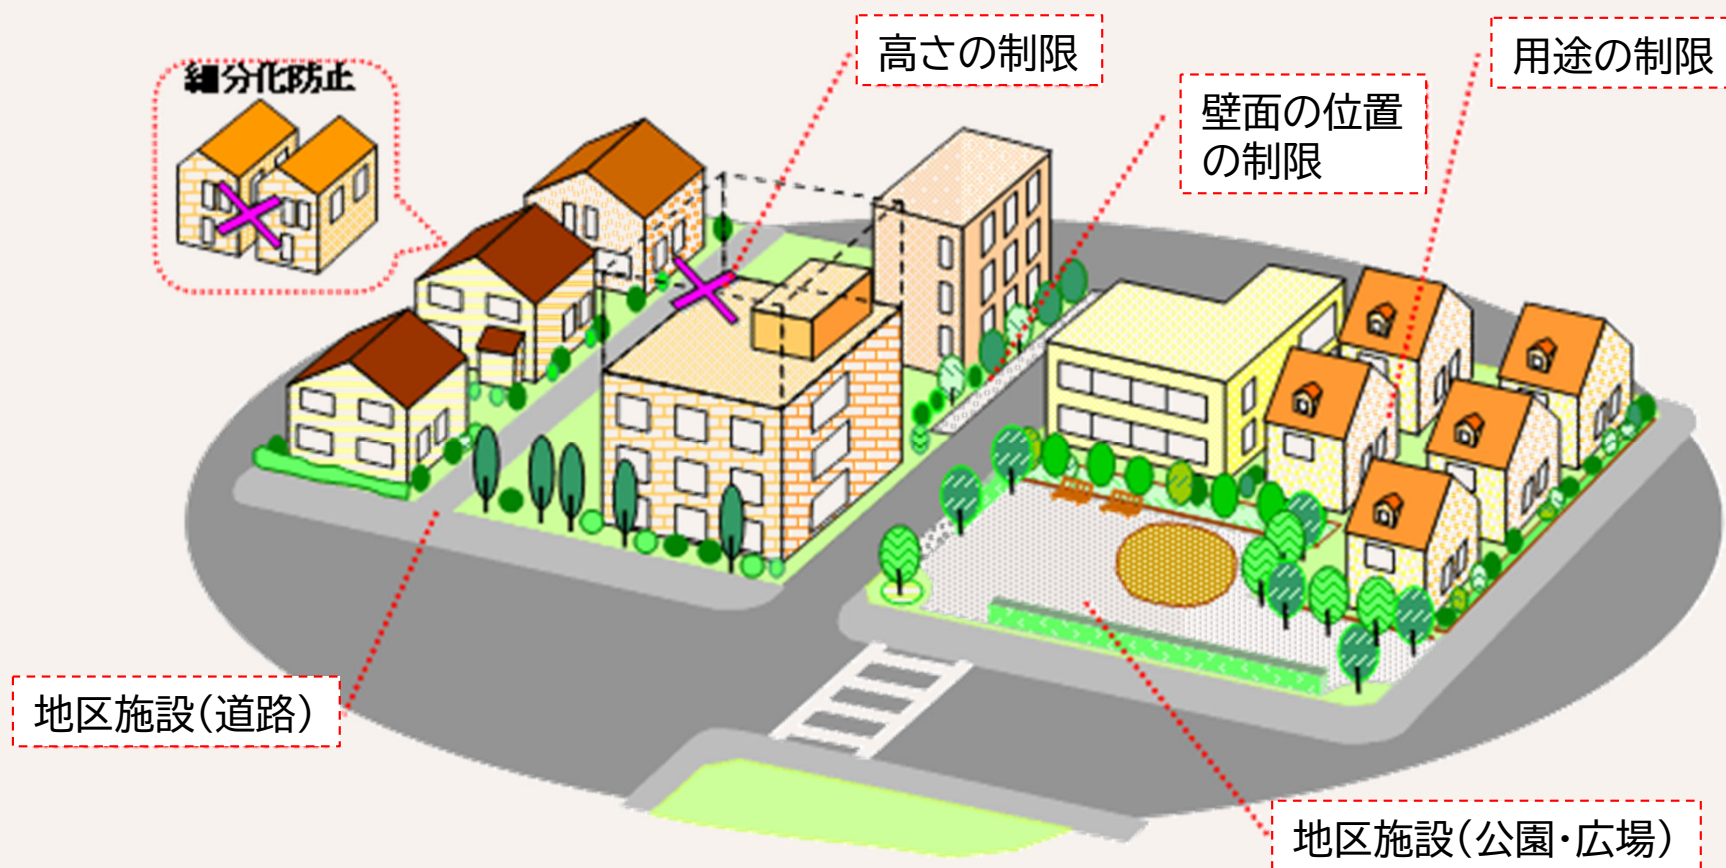 高さの制限
用途の制限
細分化防止
壁面の位置
の制限
地区施設(道路)
地区施設(公園・広場)